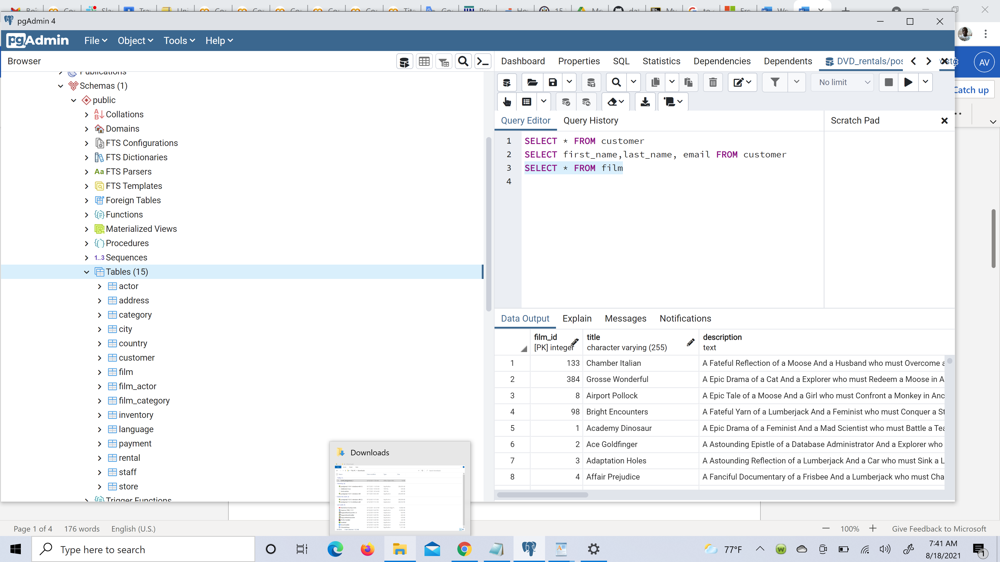 pgAdmin 4
pgAdmin File Object Tools Help
Browser
Dashboard Properties SQL Statistics Dependencies Dependents DVD_rentals/pos
AV
No limit
Catch up
Query Editor Query History
Scratch Pad
1 SELECT * FROM customer
2 SELECT first_name,last_name, email FROM customer
3 SELECT * FROM film
4
Publications
Schemas (1)
public
Collations
Domains
FTS Configurations
FTS Dictionaries
Aa FTS Parsers
FTS Templates
Foreign Tables
Functions
Materialized Views
Procedures
1..3 Sequences
Tables (15)
actor
address
category
city
country
customer
film
film_actor
film_category
inventory
language
payment
rental
staff
store
Trigger Functions
Data Output Explain Messages Notifications
film_id title description
[PK] integer character varying (255) text
1 133 Chamber Italian A Fateful Reflection of a Moose And a Husband who must Overcome a
2 384 Grosse Wonderful A Epic Drama of a Cat And a Explorer who must Redeem a Moose in A
3 8 Airport Pollock A Epic Tale of a Moose And a Girl who must Confront a Monkey in Anc
4 98 Bright Encounters A Fateful Yarn of a Lumberjack And a Feminist who must Conquer a St
5 1 Academy Dinosaur A Epic Drama of a Feminist And a Mad Scientist who must Battle a Tea
6 2 Ace Goldfinger A Astounding Epistle of a Database Administrator And a Explorer who
7 3 Adaptation Holes A Astounding Reflection of a Lumberjack And a Car who must Sink a L
8 4 Affair Prejudice A Fanciful Documentary of a Frisbee And a Lumberjack who must Cha
Downloads
Page 1 of 4 176 words English (U.S.)
100% Give Feedback to Microsoft
Type here to search
77°F
7:41 AM
8/18/2021
1